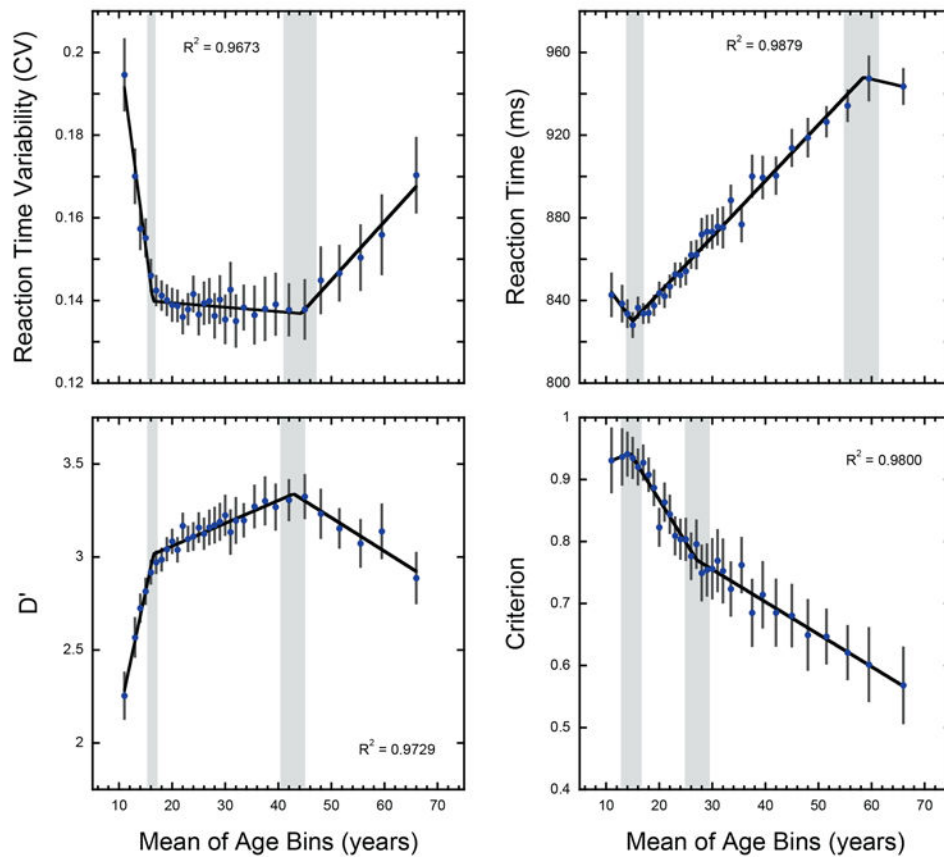 Reaction Time Variability (CV)
0.2
0.18
0.16
0.14
0.12
R² = 0.9673
Reaction Time (ms)
960
920
880
840
800
R² = 0.9879
D'
3.5
3
2.5
2
R² = 0.9729
10 20 30 40 50 60 70
Mean of Age Bins (years)
Criterion
1
0.9
0.8
0.7
0.6
0.5
0.4
R² = 0.9800
10 20 30 40 50 60 70
Mean of Age Bins (years)